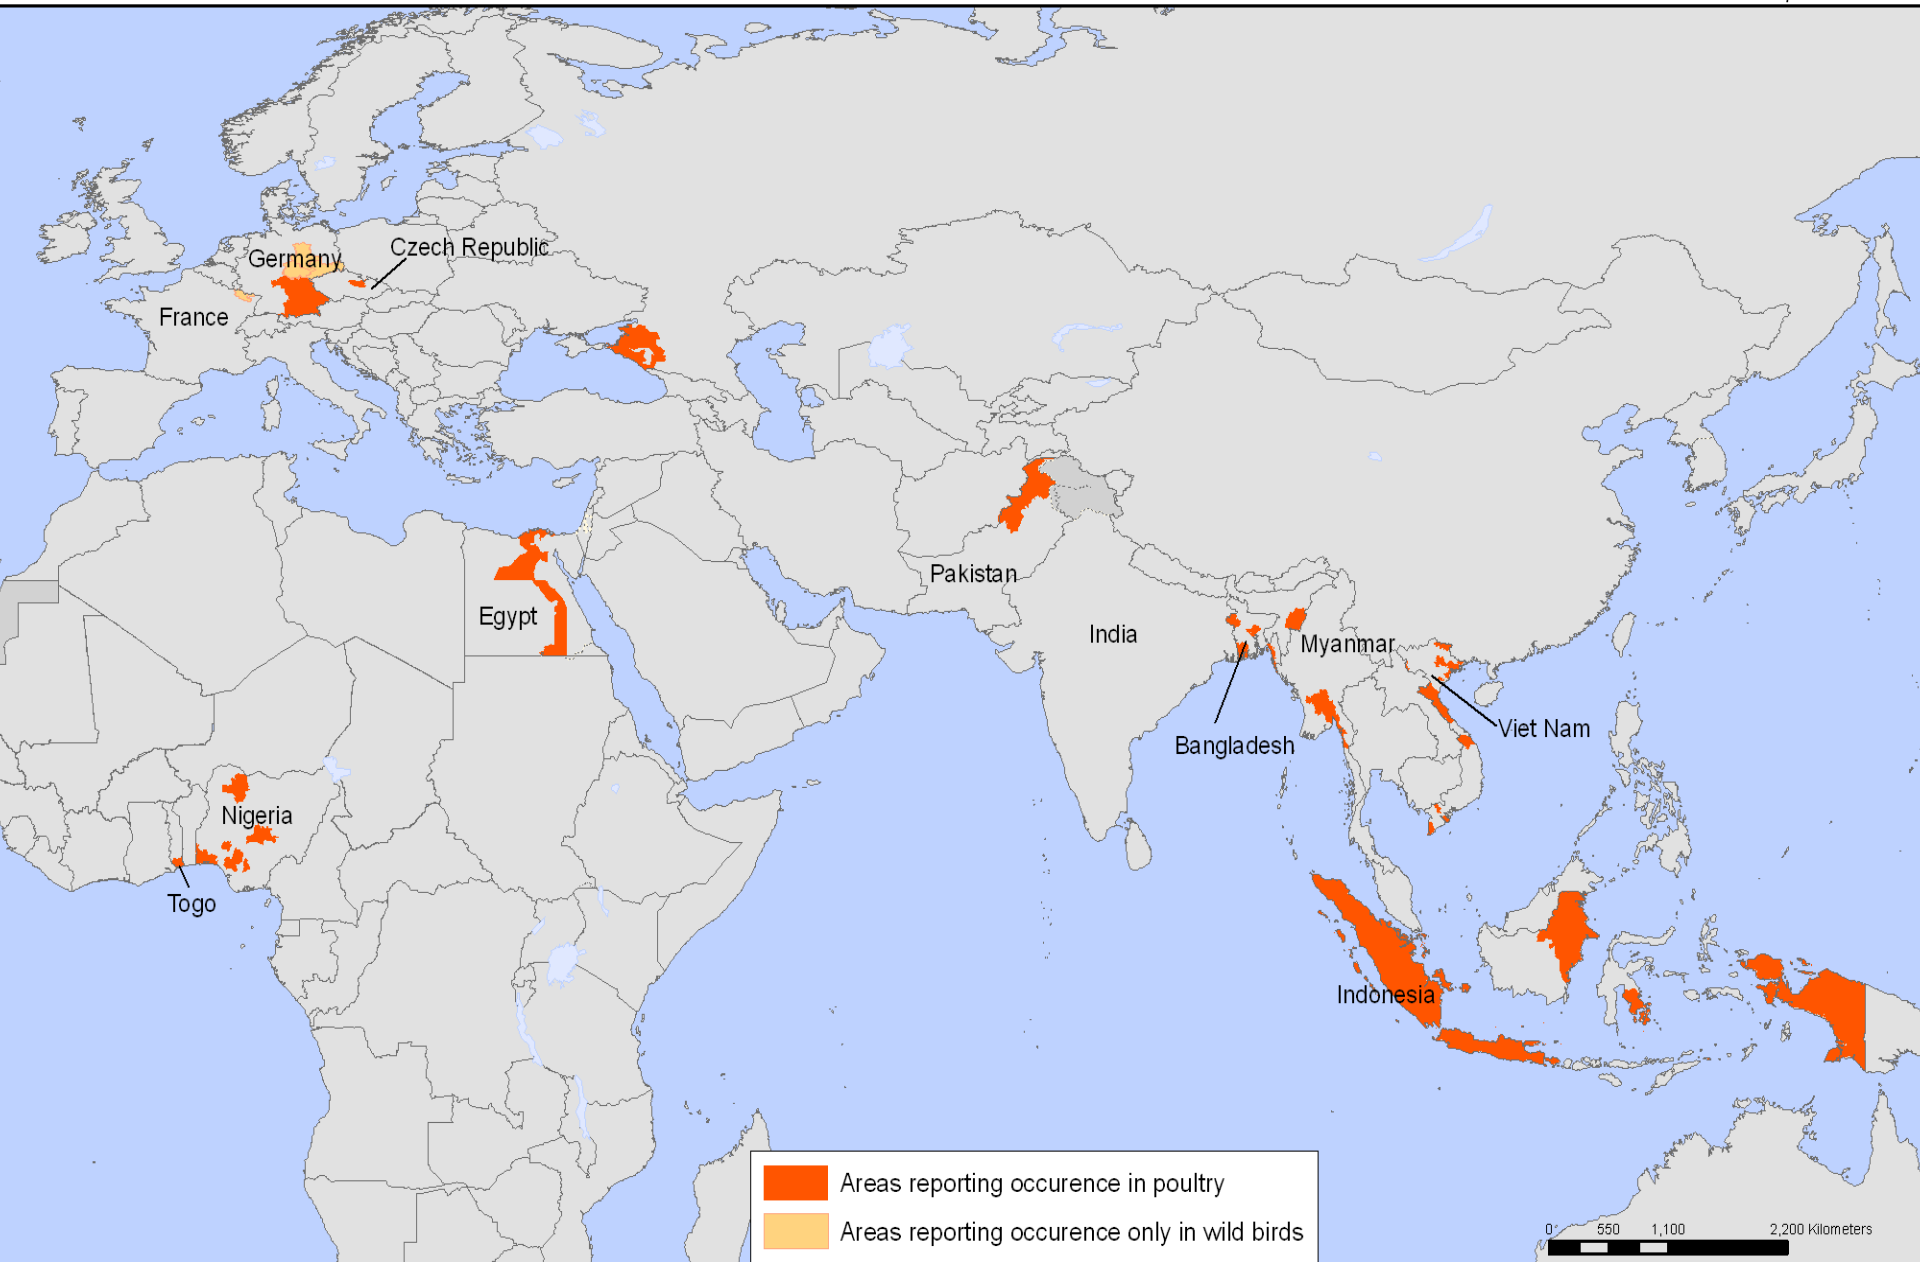 Czech Republic
Germany
France
Pakistan
Egypt
India
Myanmar
Viet Nam
Bangladesh
Nigeria
Togo
Indonesia
Areas reporting occurence in poultry
Areas reporting occurence only in wild birds
0 550 1,100 2,200 Kilometers